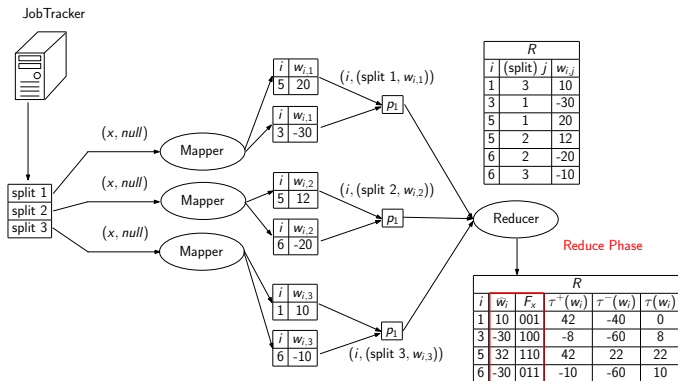 JobTracker
split 1
split 2
split 3
(x, null)
(x, null)
(x, null)
Mapper
Mapper
Mapper
i w_{i,1}
5 20
i w_{i,1}
3 -30
i w_{i,2}
5 12
i w_{i,2}
6 -20
i w_{i,3}
1 10
i w_{i,3}
6 -10
(i, (split 1, w_{i,1}))
p_1
(i, (split 2, w_{i,2}))
p_1
p_1
(i, (split 3, w_{i,3}))
R
i (split) j w_{i,j}
1 3 10
3 1 -30
5 1 20
5 2 12
6 2 -20
6 3 -10
Reducer
Reduce Phase
R
i ŵ_i F_x τ⁺(w_i) τ⁻(w_i) τ(w_i)
1 10 001 42 -40 0
3 -30 100 -8 -60 8
5 32 110 42 22 22
6 -30 011 -10 -60 10